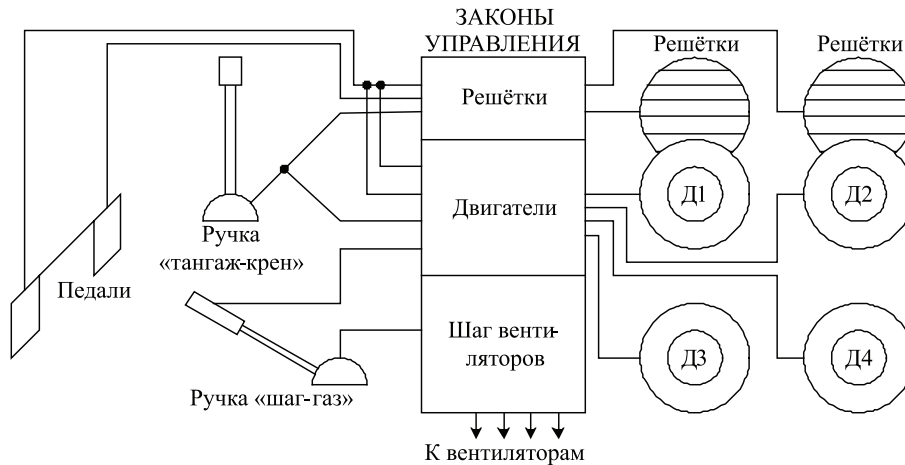 ЗАКОНЫ
УПРАВЛЕНИЯ
Решётки
Решётки
Решётки
Д1
Д2
Двигатели
Ручка
«тангаж-крен»
Педали
Шаг венти-
ляторов
Д3
Д4
Ручка «шаг-газ»
К вентиляторам